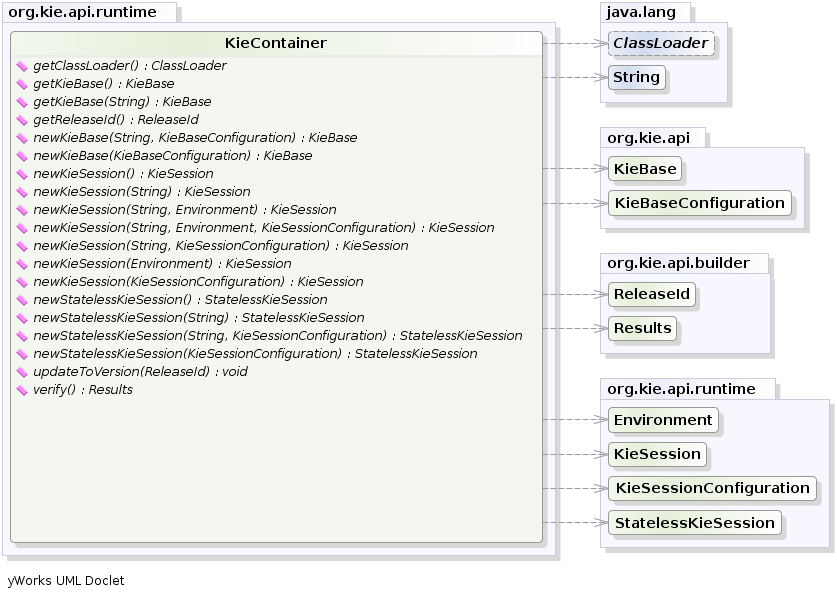 org.kie.api.runtime
KieContainer
getClassLoader() : ClassLoader
getKieBase() : KieBase
getKieBase(String) : KieBase
getReleaseId() : ReleaseId
newKieBase(String, KieBaseConfiguration) : KieBase
newKieBase(KieBaseConfiguration) : KieBase
newKieSession() : KieSession
newKieSession(String) : KieSession
newKieSession(String, Environment) : KieSession
newKieSession(String, Environment, KieSessionConfiguration) : KieSession
newKieSession(String, KieSessionConfiguration) : KieSession
newKieSession(Environment) : KieSession
newKieSession(KieSessionConfiguration) : KieSession
newStatelessKieSession() : StatelessKieSession
newStatelessKieSession(String) : StatelessKieSession
newStatelessKieSession(String, KieSessionConfiguration) : StatelessKieSession
newStatelessKieSession(KieSessionConfiguration) : StatelessKieSession
updateToVersion(ReleaseId) : void
verify() : Results
java.lang
ClassLoader
String
org.kie.api
KieBase
KieBaseConfiguration
org.kie.api.builder
ReleaseId
Results
org.kie.api.runtime
Environment
KieSession
KieSessionConfiguration
StatelessKieSession
yWorks UML Doclet